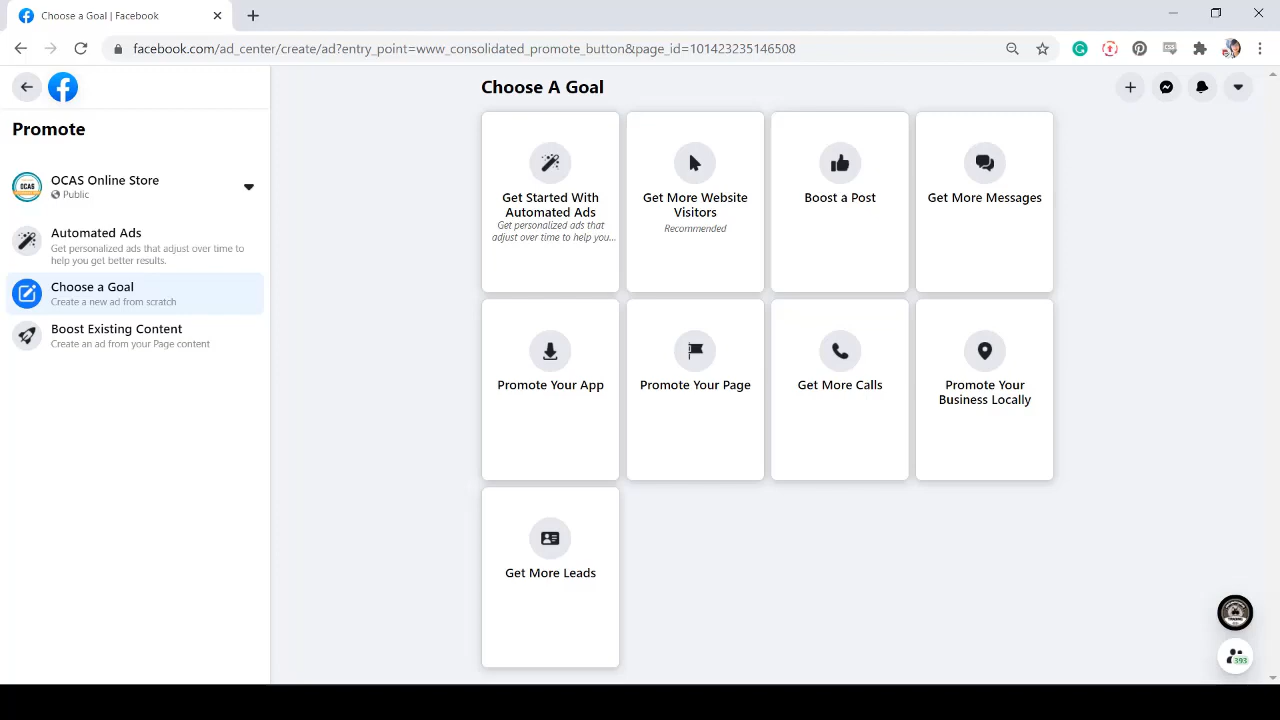 Choose a Goal | Facebook
facebook.com/ad_center/create/ad?entry_point=www_consolidated_promote_button&page_id=101423235146508
Promote
OCAS Online Store
Public
Automated Ads
Get personalized ads that adjust over time to
help you get better results.
Choose a Goal
Create a new ad from scratch
Boost Existing Content
Create an ad from your Page content
Choose A Goal
Get Started With
Automated Ads
Get personalized ads that
adjust over time to help you...
Get More Website
Visitors
Recommended
Boost a Post
Get More Messages
Promote Your App
Promote Your Page
Get More Calls
Promote Your
Business Locally
Get More Leads
OCAS
393